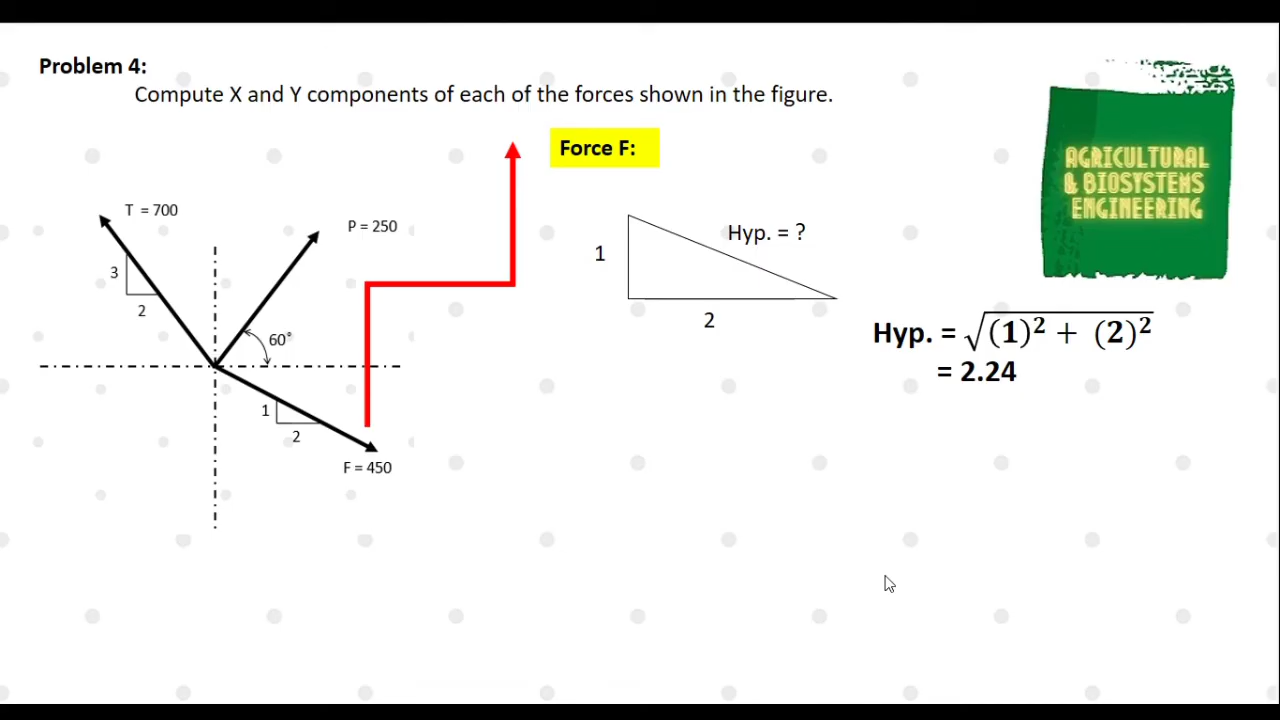 Problem 4:
Compute X and Y components of each of the forces shown in the figure.
Force F:
T = 700
P = 250
3
2
60°
1
2
F = 450
1
Hyp. = ?
2
Hyp. = √(1)² + (2)²
= 2.24
AGRICULTURAL
& BIOSYSTEMS
ENGINEERING